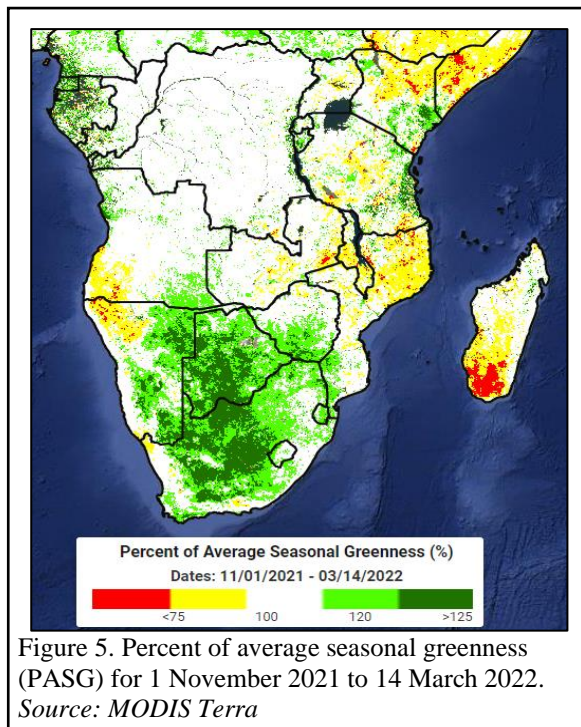 Percent of Average Seasonal Greenness (%)
Dates: 11/01/2021 - 03/14/2022
<75 100 120 >125
Figure 5. Percent of average seasonal greenness
(PASG) for 1 November 2021 to 14 March 2022.
Source: MODIS Terra